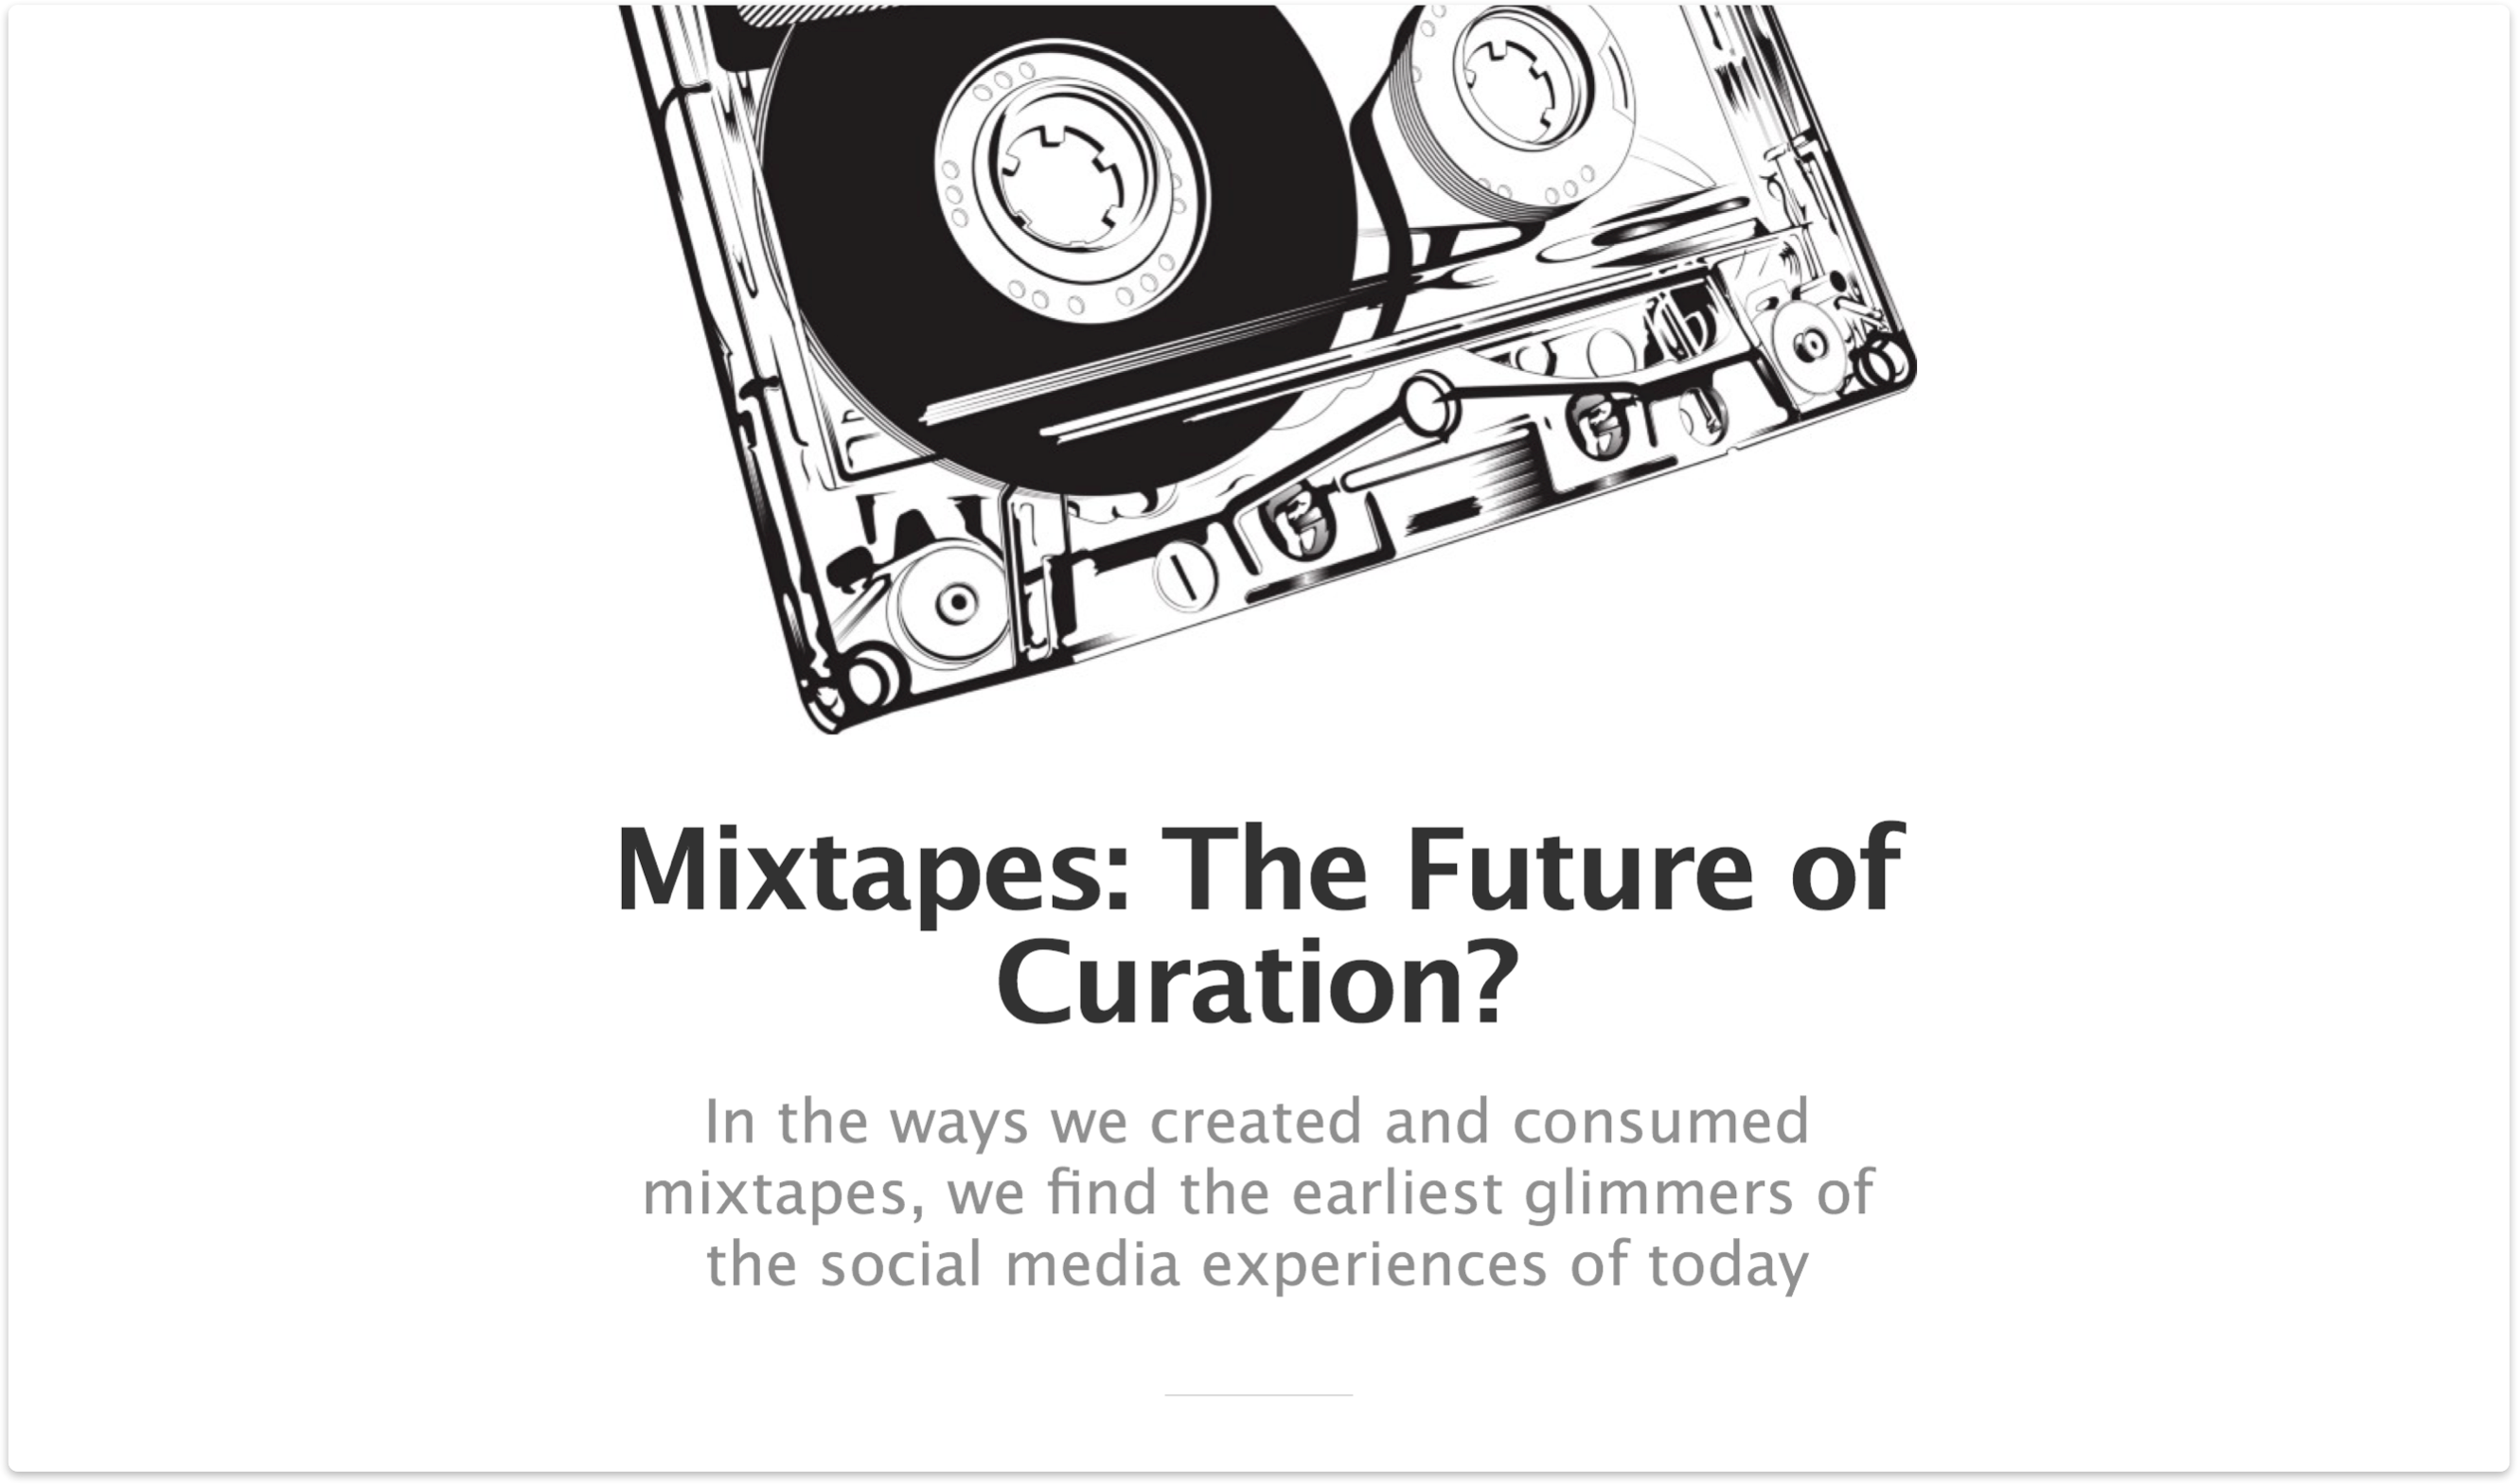 Mixtapes: The Future of
Curation?
In the ways we created and consumed
mixtapes, we find the earliest glimmers of
the social media experiences of today